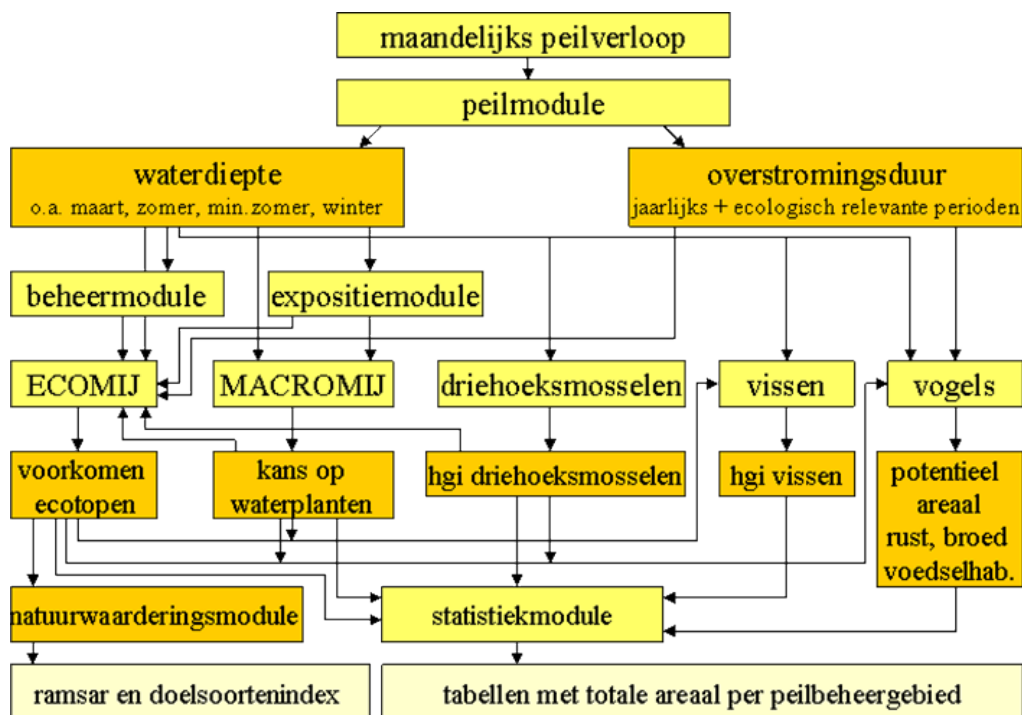 maandelijks peilverloop
peilmodule
waterdiepte
o.a. maart, zomer, min.zomer, winter
overstromingsduur
jaarlijks + ecologisch relevante perioden
beheermodule
expositiemodule
ECOMIJ
MACROMIJ
driehoeksmosselen
vissen
vogels
voorkomen
ecotopen
kans op
waterplanten
hgi driehoeksmosselen
hgi vissen
potentieel
areaal
rust, broed
voedselhab.
natuurwaarderingsmodule
statistiekmodule
ramsar en doelsoortenindex
tabellen met totale areaal per peilbeheergebied